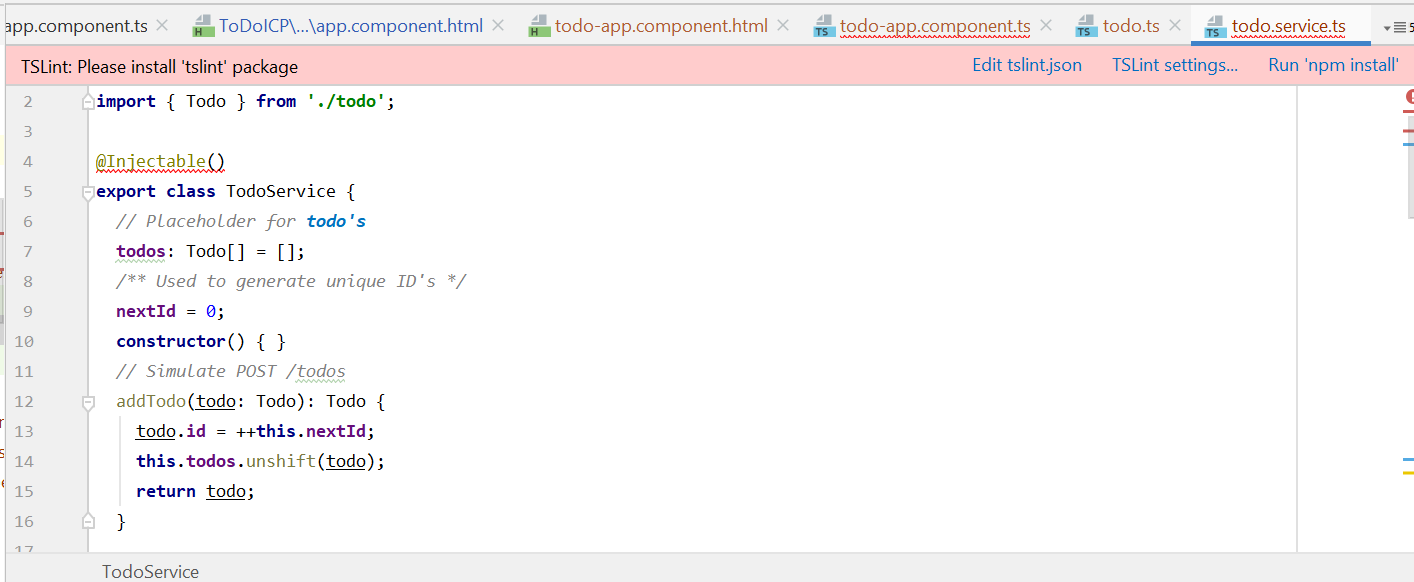 app.component.ts ToDoICP\...\app.component.html todo-app.component.html todo-app.component.ts todo.ts todo.service.ts
TSLint: Please install 'tslint' package Edit tslint.json TSLint settings... Run 'npm install'
2 import { Todo } from './todo';
3
4 @Injectable()
5 export class TodoService {
6 // Placeholder for todo's
7 todos: Todo[] = [];
8 /** Used to generate unique ID's */
9 nextId = 0;
10 constructor() { }
11 // Simulate POST /todos
12 addTodo(todo: Todo): Todo {
13 todo.id = ++this.nextId;
14 this.todos.unshift(todo);
15 return todo;
16 }
17
TodoService